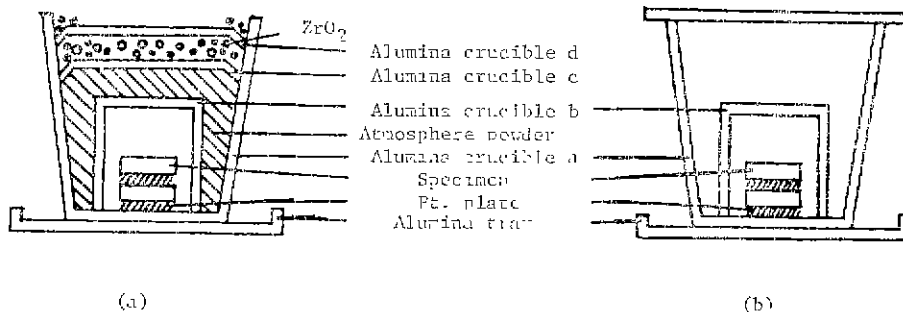 ZrO2
Alumina crucible d
Alumina crucible c
Alumina crucible b
Atmosphere powder
Alumina crucible a
Specimen
Pt. plate
Alumina tray
(a)
(b)